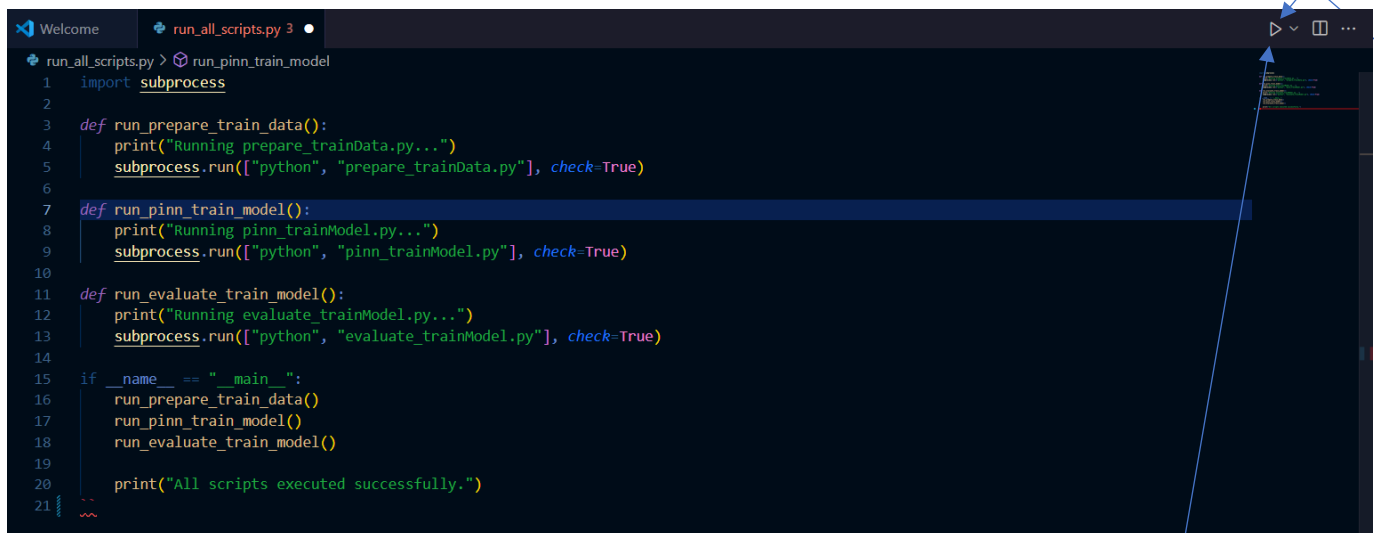 Welcome
run_all_scripts.py 3
run_all_scripts.py > run_pinn_train_model
1 import subprocess
2
3 def run_prepare_train_data():
4 print("Running prepare_trainData.py...")
5 subprocess.run(["python", "prepare_trainData.py"], check=True)
6
7 def run_pinn_train_model():
8 print("Running pinn_trainModel.py...")
9 subprocess.run(["python", "pinn_trainModel.py"], check=True)
10
11 def run_evaluate_train_model():
12 print("Running evaluate_trainModel.py...")
13 subprocess.run(["python", "evaluate_trainModel.py"], check=True)
14
15 if __name__ == "__main__":
16 run_prepare_train_data()
17 run_pinn_train_model()
18 run_evaluate_train_model()
19
20 print("All scripts executed successfully.")
21 ``